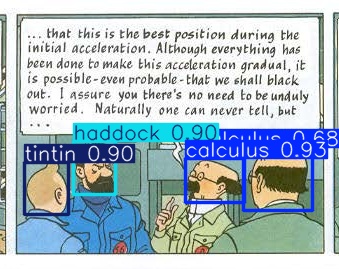 ... that this is the best position during the
initial acceleration. Although everything has
been done to make this acceleration gradual, it
is possible-even probable-that we shall black
out. I assure you there's no need to be unduly
worried. Naturally one can never tell, but
...
haddock 0.90
calculus 0.68
tintin 0.90
calculus 0.93